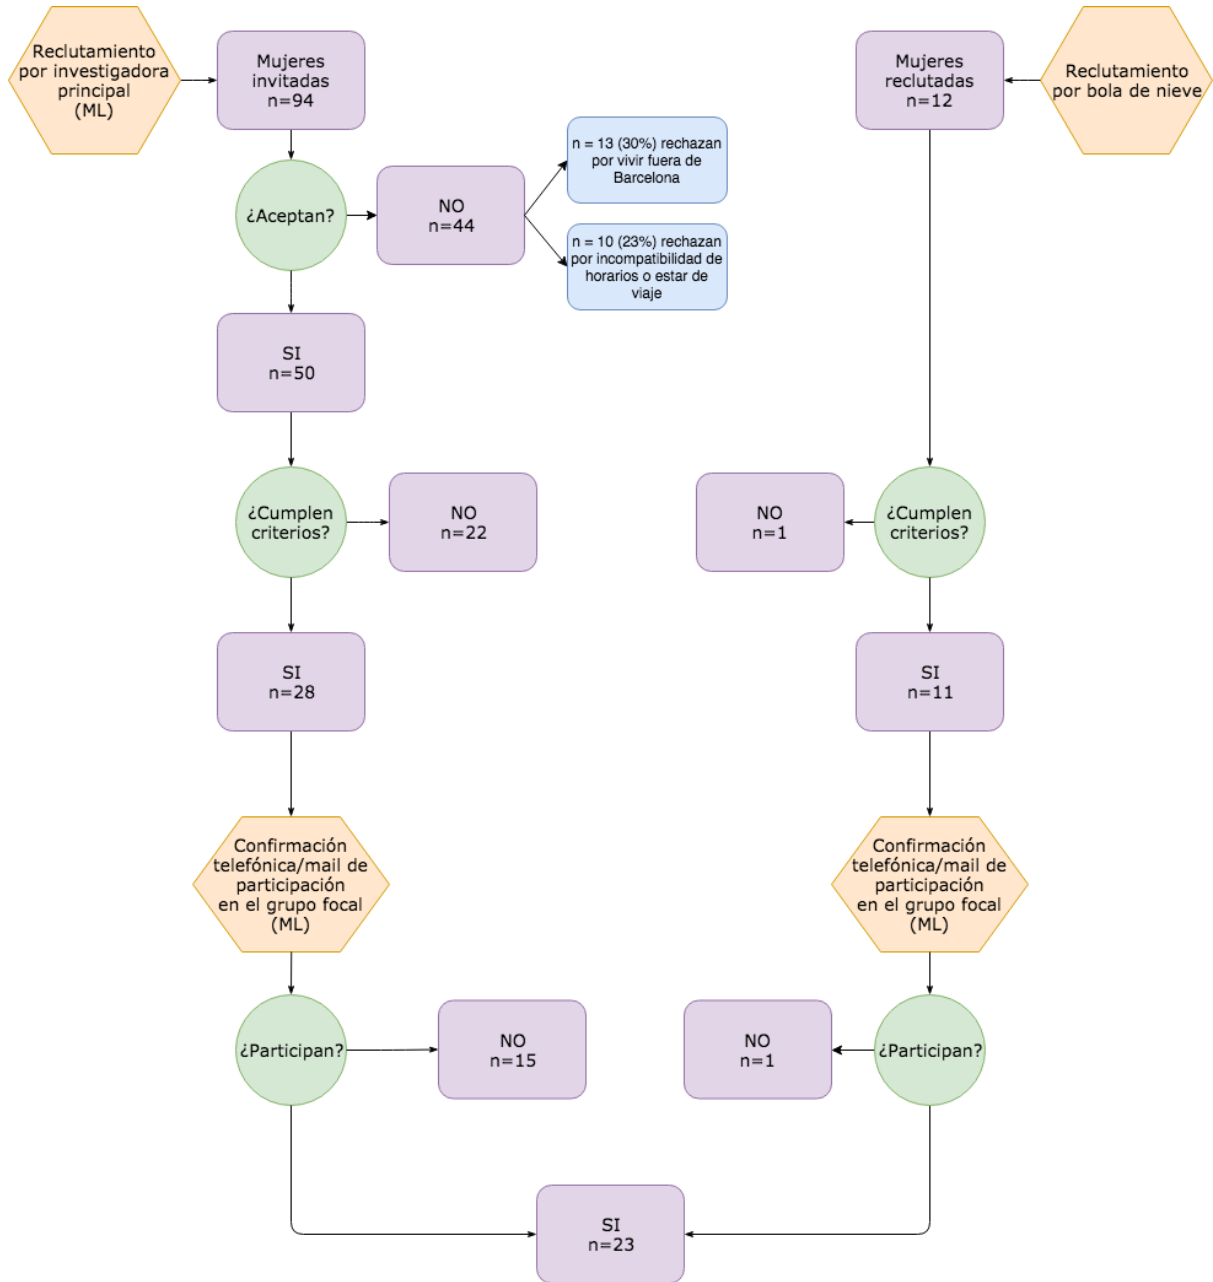 Reclutamiento
por investigadora
principal
(ML)
Mujeres
invitadas
n=94
Mujeres
reclutadas
n=12
Reclutamiento
por bola de nieve
¿Aceptan?
NO
n=44
n = 13 (30%) rechazan
por vivir fuera de
Barcelona
n = 10 (23%) rechazan
por incompatibilidad de
horarios o estar de
viaje
SI
n=50
¿Cumplen
criterios?
NO
n=22
NO
n=1
¿Cumplen
criterios?
SI
n=28
SI
n=11
Confirmación
telefónica/mail de
participación
en el grupo focal
(ML)
Confirmación
telefónica/mail de
participación
en el grupo focal
(ML)
¿Participan?
NO
n=15
NO
n=1
¿Participan?
SI
n=23